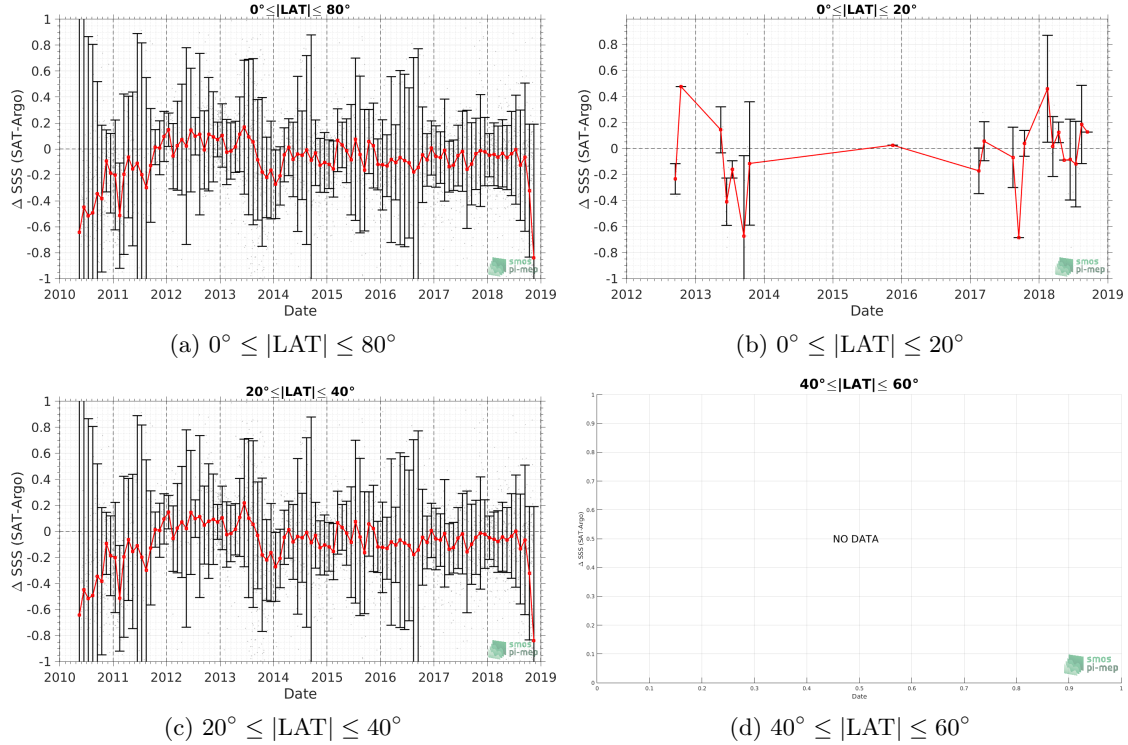 0°≤|LAT|≤ 80°
Δ SSS (SAT-Argo)
1
0.8
0.6
0.4
0.2
0
-0.2
-0.4
-0.6
-0.8
-1
2010 2011 2012 2013 2014 2015 2016 2017 2018 2019
Date
smos
pi-mep
(a) 0° ≤ |LAT| ≤ 80°
0°≤|LAT|≤ 20°
Δ SSS (SAT-Argo)
1
0.8
0.6
0.4
0.2
0
-0.2
-0.4
-0.6
-0.8
-1
2012 2013 2014 2015 2016 2017 2018 2019
Date
smos
pi-mep
(b) 0° ≤ |LAT| ≤ 20°
20°≤|LAT|≤ 40°
Δ SSS (SAT-Argo)
1
0.8
0.6
0.4
0.2
0
-0.2
-0.4
-0.6
-0.8
-1
2010 2011 2012 2013 2014 2015 2016 2017 2018 2019
Date
smos
pi-mep
(c) 20° ≤ |LAT| ≤ 40°
40°≤|LAT|≤ 60°
Δ SSS (SAT-Argo)
1
0.9
0.8
0.7
0.6
0.5
0.4
0.3
0.2
0.1
0
NO DATA
0 0.1 0.2 0.3 0.4 0.5 0.6 0.7 0.8 0.9 1
Date
smos
pi-mep
(d) 40° ≤ |LAT| ≤ 60°